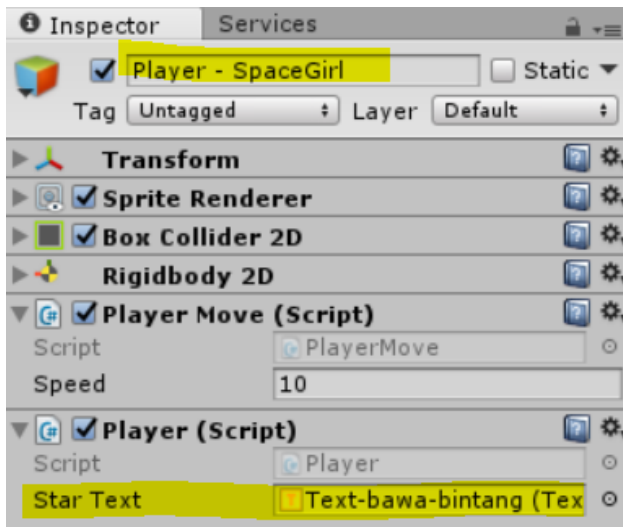 Inspector Services
Player - SpaceGirl Static
Tag Untagged Layer Default
Transform
Sprite Renderer
Box Collider 2D
Rigidbody 2D
Player Move (Script)
Script PlayerMove
Speed 10
Player (Script)
Script Player
Star Text Text-bawa-bintang (Tex